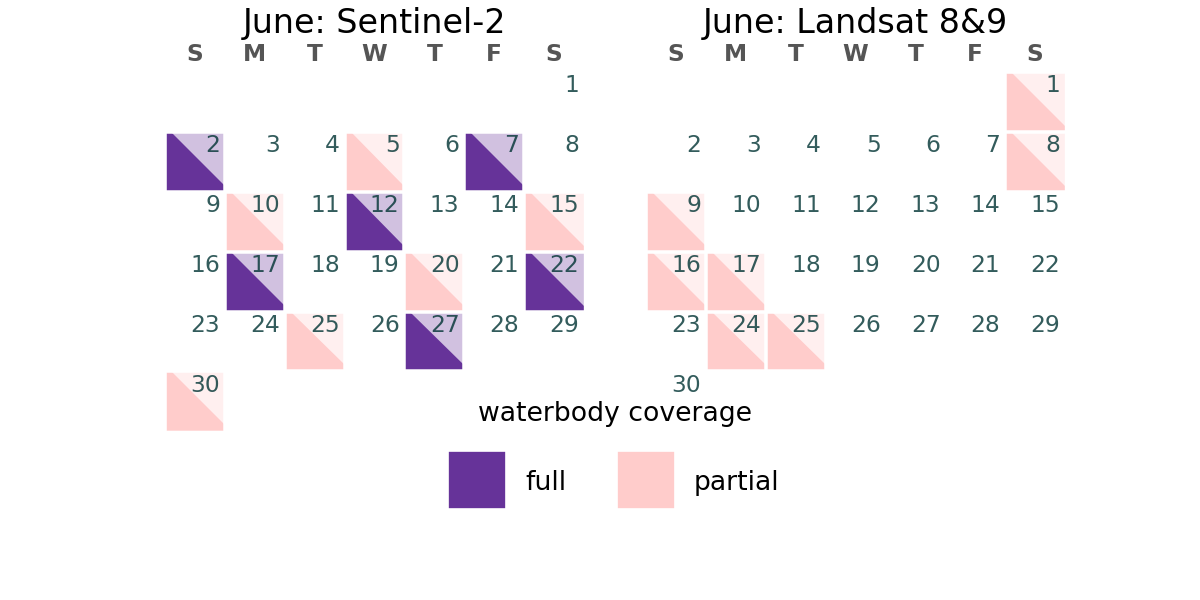 June: Sentinel-2
S M T W T F S
1
2 3 4 5 6 7 8
9 10 11 12 13 14 15
16 17 18 19 20 21 22
23 24 25 26 27 28 29
30
June: Landsat 8&9
S M T W T F S
1
2 3 4 5 6 7 8
9 10 11 12 13 14 15
16 17 18 19 20 21 22
23 24 25 26 27 28 29
30
waterbody coverage
full partial